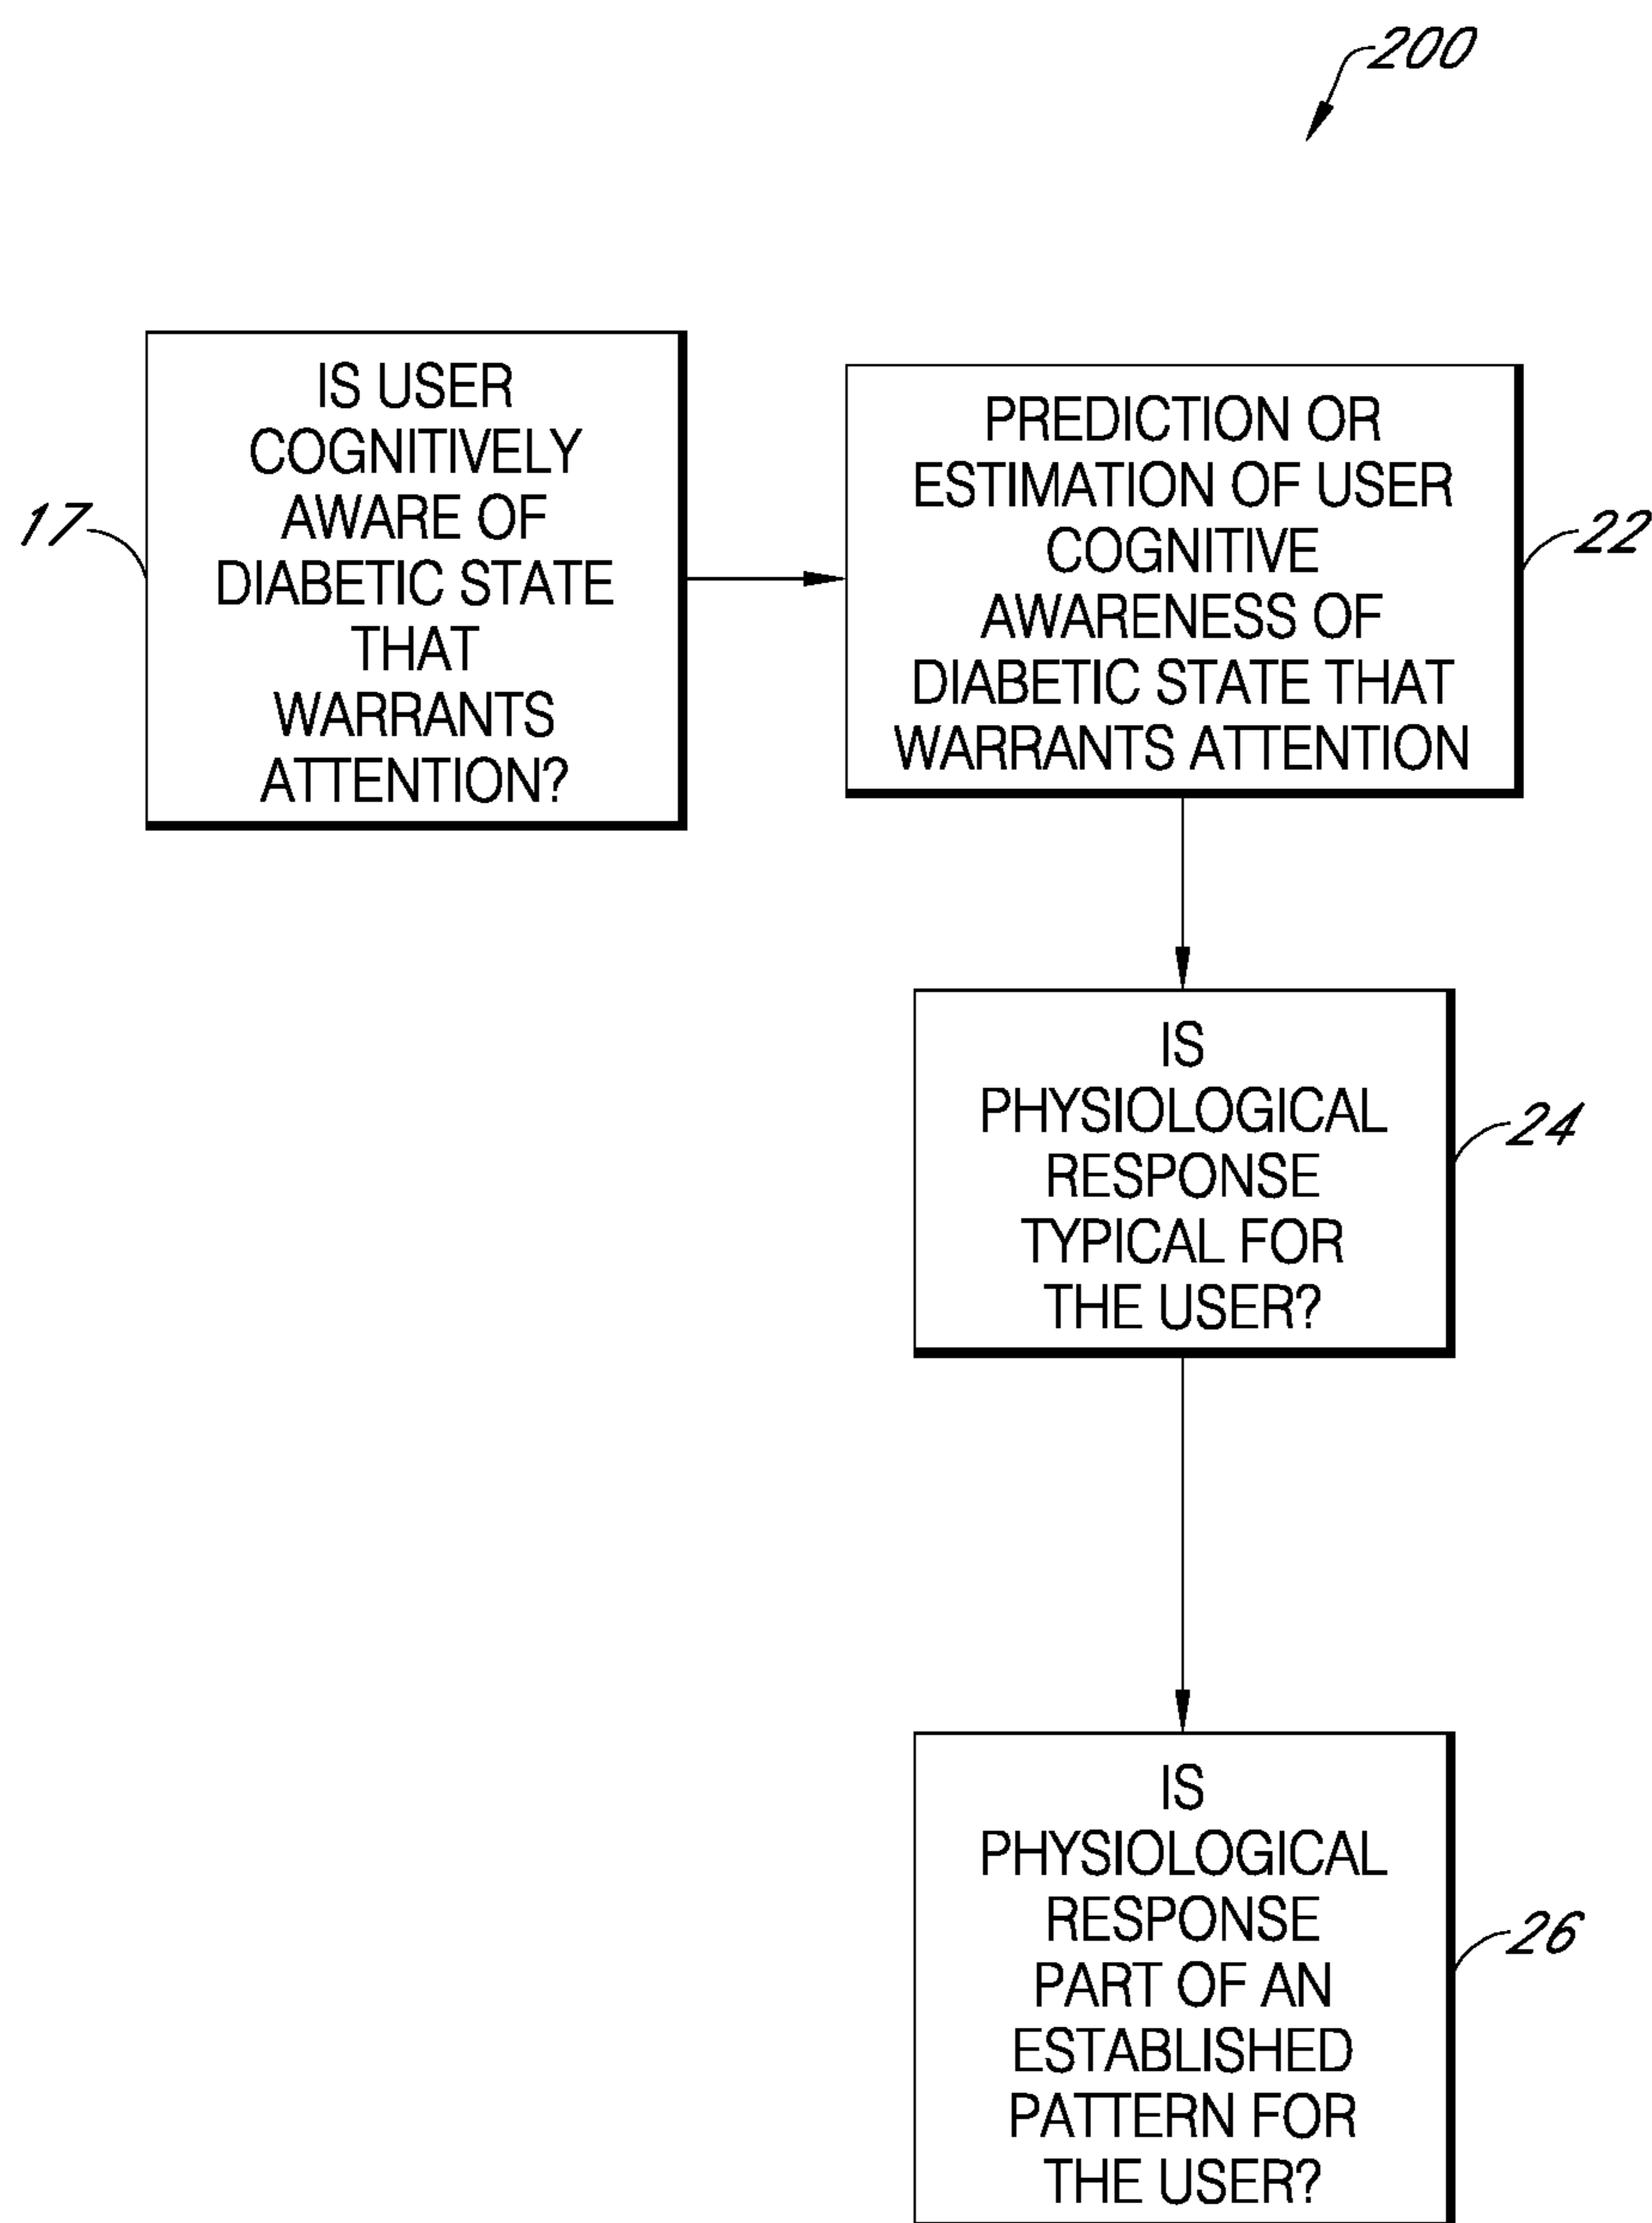 200
IS USER
COGNITIVELY
AWARE OF
DIABETIC STATE
THAT
WARRANTS
ATTENTION?
17
PREDICTION OR
ESTIMATION OF USER
COGNITIVE
AWARENESS OF
DIABETIC STATE THAT
WARRANTS ATTENTION
22
IS
PHYSIOLOGICAL
RESPONSE
TYPICAL FOR
THE USER?
24
IS
PHYSIOLOGICAL
RESPONSE
PART OF AN
ESTABLISHED
PATTERN FOR
THE USER?
26